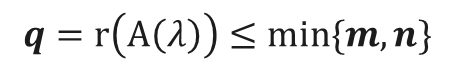 q = r(A(λ)) ≤ min{m, n}